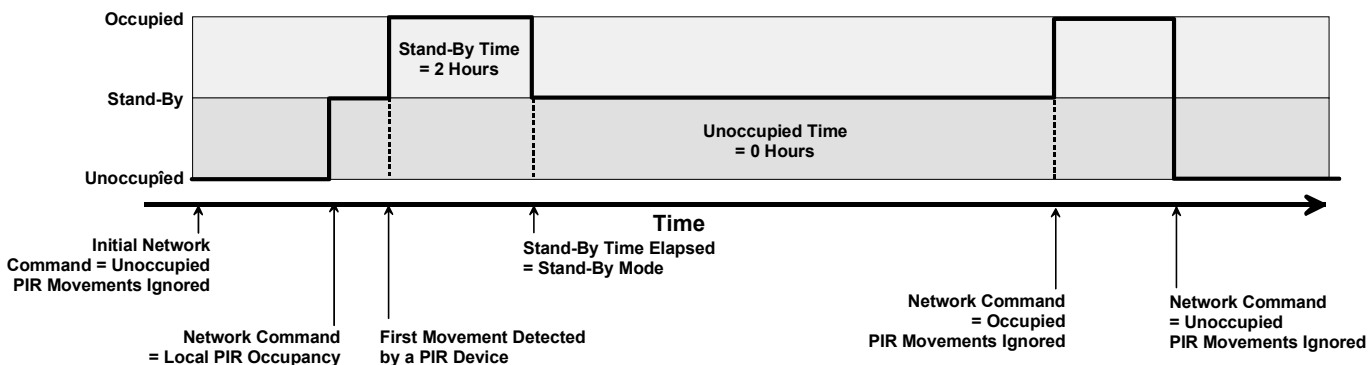 Occupied
Stand-By Time
= 2 Hours
Stand-By
Unoccupied Time
= 0 Hours
Unoccupied
Time
Initial Network
Command = Unoccupied
PIR Movements Ignored
Stand-By Time Elapsed
= Stand-By Mode
Network Command
= Local PIR Occupancy
First Movement Detected
by a PIR Device
Network Command
= Occupied
PIR Movements Ignored
Network Command
= Unoccupied
PIR Movements Ignored